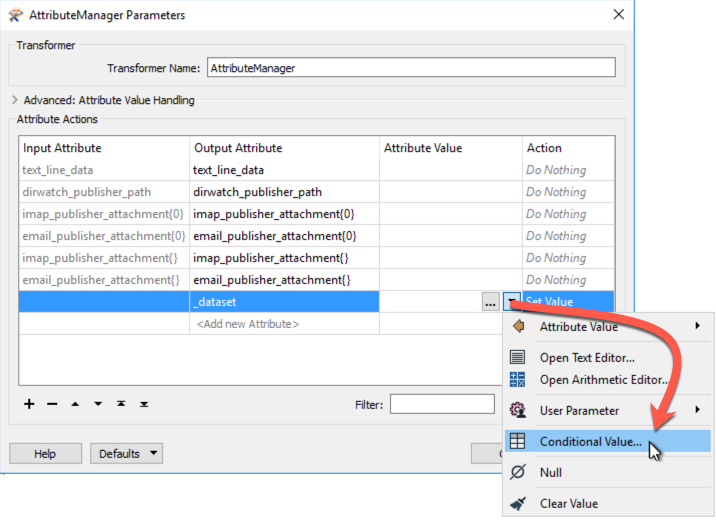 AttributeManager Parameters
Transformer
Transformer Name: AttributeManager
Advanced: Attribute Value Handling
Attribute Actions
Input Attribute Output Attribute Attribute Value Action
text_line_data text_line_data Do Nothing
dirwatch_publisher_path dirwatch_publisher_path Do Nothing
imap_publisher_attachment{0} imap_publisher_attachment{0} Do Nothing
email_publisher_attachment{0} email_publisher_attachment{0} Do Nothing
imap_publisher_attachment{} imap_publisher_attachment{} Do Nothing
email_publisher_attachment{} email_publisher_attachment{} Do Nothing
_dataset ... Set Value
<Add new Attribute>
Attribute Value
Open Text Editor...
Open Arithmetic Editor...
Filter:
User Parameter
Conditional Value...
Help Defaults
Null
Clear Value